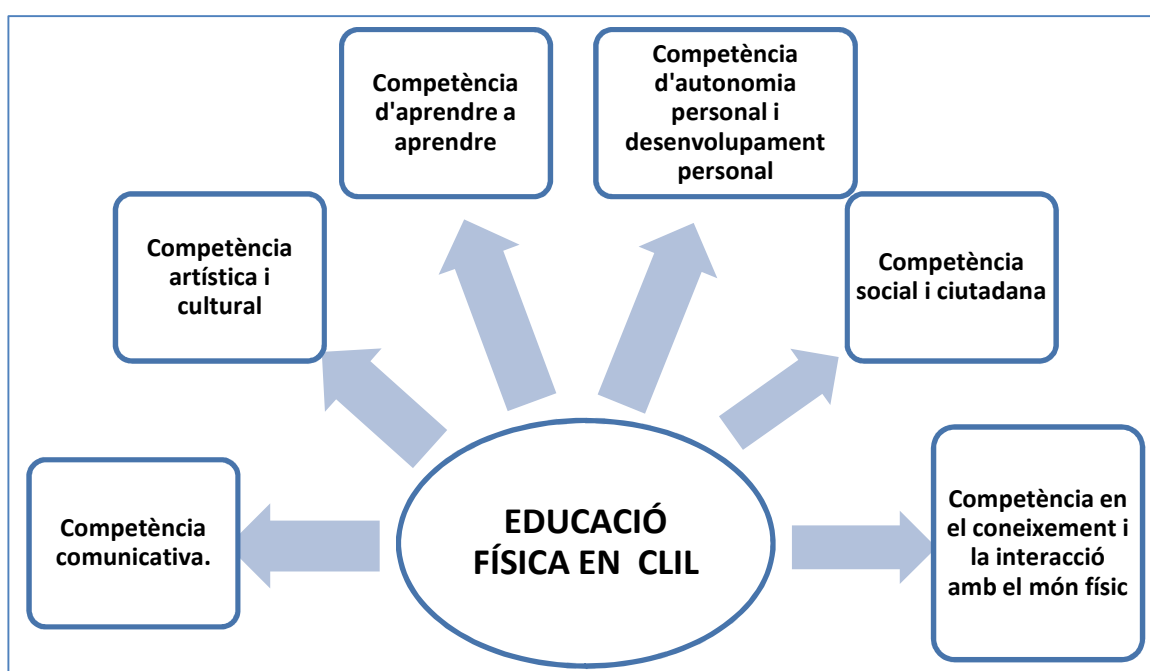 Competència
d'aprendre a
aprendre
Competència
d'autonomia
personal i
desenvolupament
personal
Competència
artística i
cultural
Competència
social i ciutadana
Competència
comunicativa.
EDUCACIÓ
FÍSICA EN CLIL
Competència en
el coneixement i
la interacció
amb el món físic